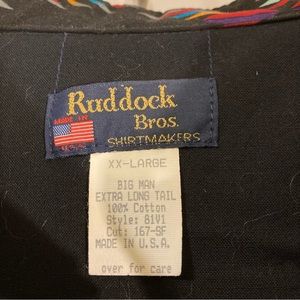 Ruddock
Bros.
MADE IN
U.S.A.
SHIRTMAKERS
XX-LARGE
BIG MAN
EXTRA LONG TAIL
100% Cotton
Style: 81V1
Cut: 167-SF
MADE IN U.S.A.
over for care